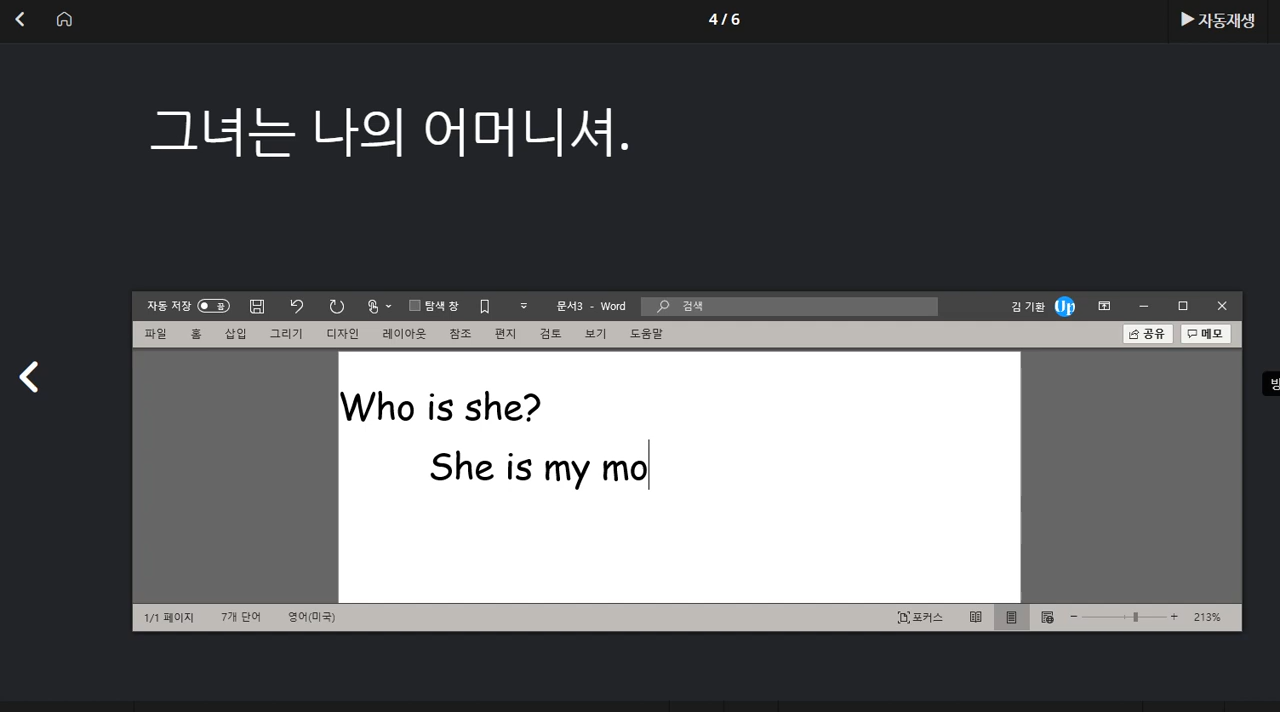 4 / 6
▶ 자동재생
그녀는 나의 어머니셔.
자동 저장 끔 탐색 창 문서3 - Word 검색 김 기환 Up
파일 홈 삽입 그리기 디자인 레이아웃 참조 편지 검토 보기 도움말 공유 메모
Who is she?
She is my mo
1/1 페이지 7개 단어 영어(미국) 포커스 213%